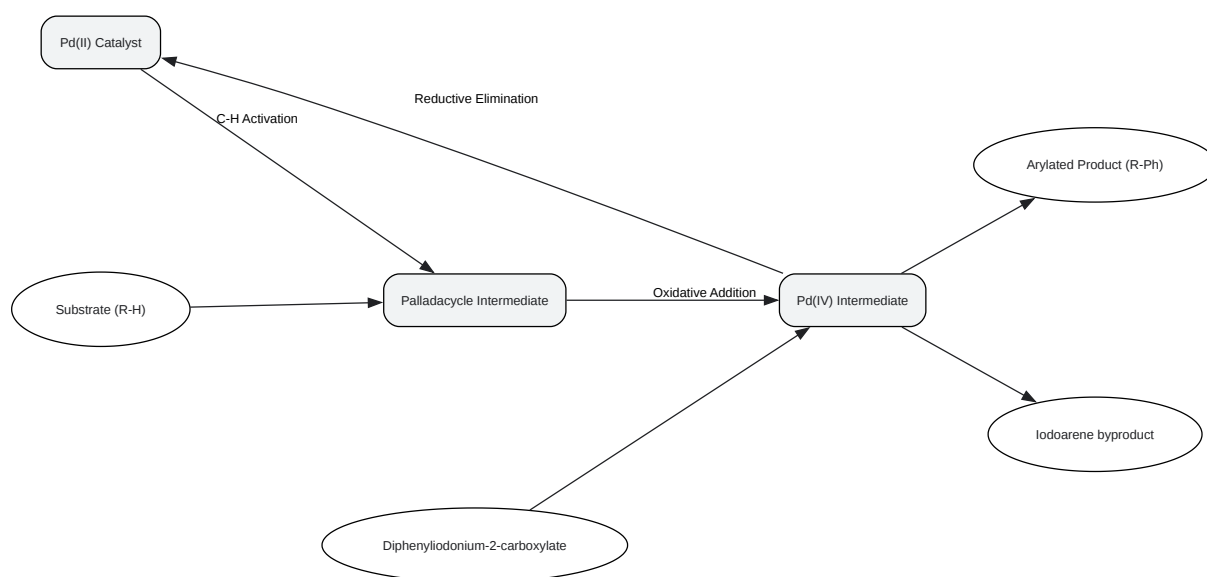 Pd(II) Catalyst
Reductive Elimination
C-H Activation
Arylated Product (R-Ph)
Substrate (R-H)
Palladacycle Intermediate
Oxidative Addition
Pd(IV) Intermediate
Iodoarene byproduct
Diphenyliodonium-2-carboxylate